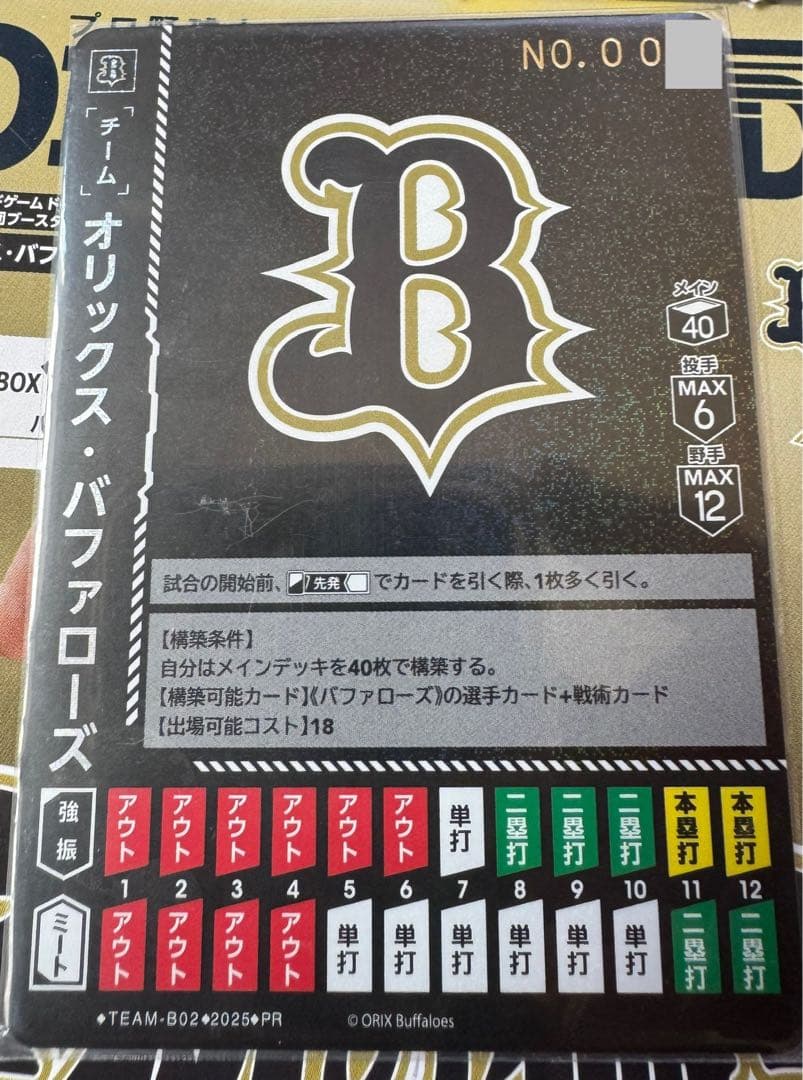 プロ野球
NO.00
[チーム]
オリックス・バファローズ
メイン
40
投手
MAX
6
野手
MAX
12
試合の開始前、先発でカードを引く際、1枚多く引く。
【構築条件】
自分はメインデッキを40枚で構築する。
【構築可能カード】《バファローズ》の選手カード+戦術カード
【出場可能コスト】18
強振
アウト アウト アウト アウト アウト アウト 単打 二塁打 二塁打 二塁打 本塁打 本塁打
1 2 3 4 5 6 7 8 9 10 11 12
ミート
アウト アウト アウト アウト 単打 単打 単打 単打 単打 単打 二塁打 二塁打
◆TEAM-B02◆2025◆PR
© ORIX Buffaloes
BOX